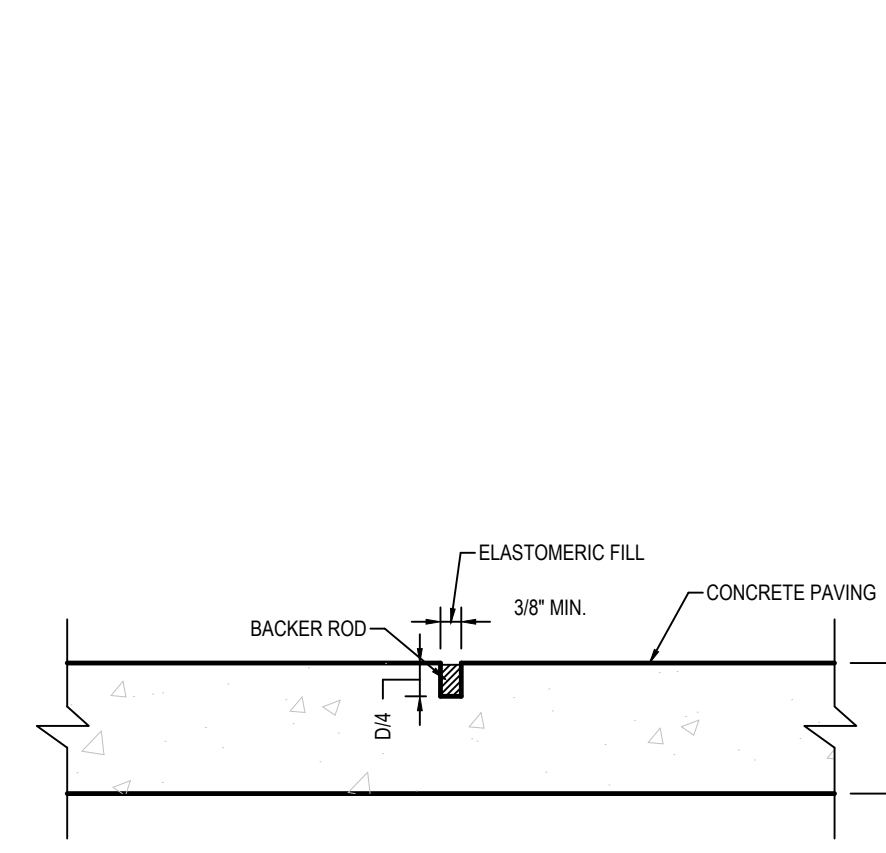 ELASTOMERIC FILL
3/8" MIN.
CONCRETE PAVING
BACKER ROD
D/4